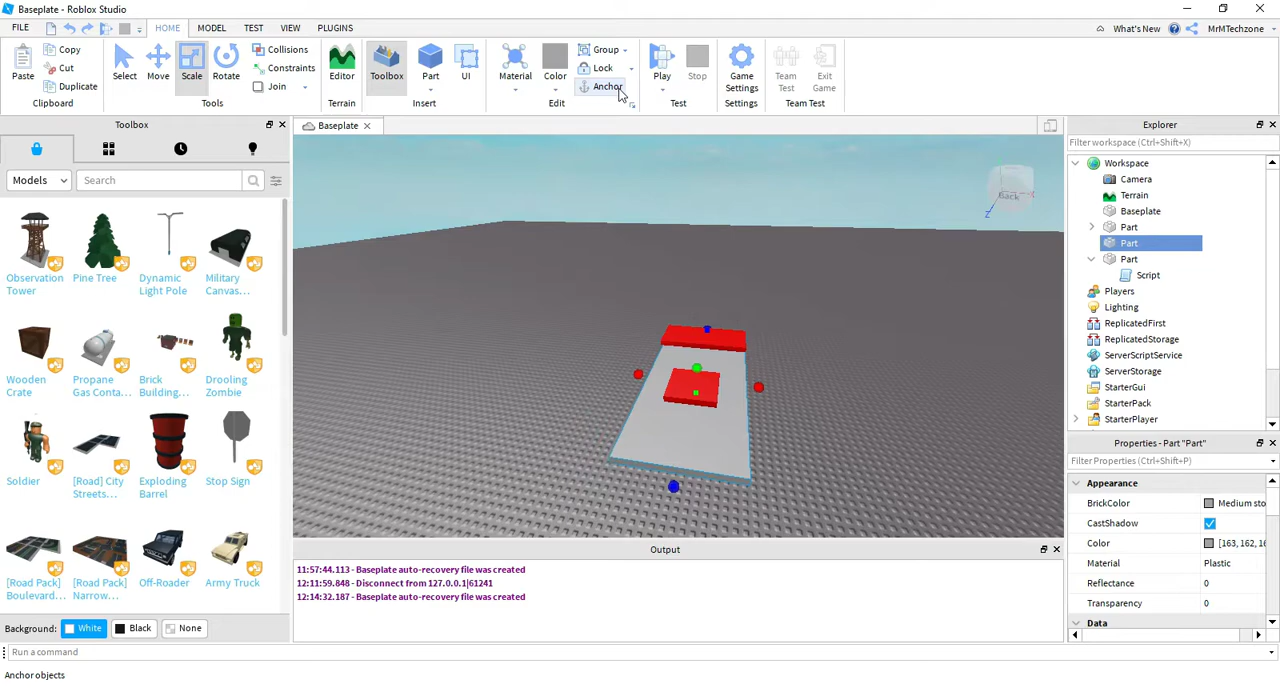 Baseplate - Roblox Studio
FILE
HOME
MODEL
TEST
VIEW
PLUGINS
What's New
MrMTechzone
Paste
Copy
Cut
Duplicate
Clipboard
Select
Move
Scale
Rotate
Collisions
Constraints
Join
Tools
Editor
Terrain
Toolbox
Part
UI
Insert
Material
Color
Group
Lock
Anchor
Edit
Play
Stop
Test
Game
Settings
Settings
Team
Test
Exit
Game
Team Test
Toolbox
Models
Search
Observation
Tower
Pine Tree
Dynamic
Light Pole
Military
Canvas...
Wooden
Crate
Propane
Gas Conta...
Brick
Building...
Drooling
Zombie
Soldier
[Road] City
Streets...
Exploding
Barrel
Stop Sign
[Road Pack]
Boulevard...
[Road Pack]
Narrow...
Off-Roader
Army Truck
Background:
White
Black
None
Baseplate
Back
Z
Output
11:57:44.113 - Baseplate auto-recovery file was created
12:11:59.848 - Disconnect from 127.0.0.1|61241
12:14:32.187 - Baseplate auto-recovery file was created
Explorer
Filter workspace (Ctrl+Shift+X)
Workspace
Camera
Terrain
Baseplate
Part
Part
Part
Script
Players
Lighting
ReplicatedFirst
ReplicatedStorage
ServerScriptService
ServerStorage
StarterGui
StarterPack
StarterPlayer
Properties - Part "Part"
Filter Properties (Ctrl+Shift+P)
Appearance
BrickColor
Medium sto
CastShadow
Color
[163, 162, 16
Material
Plastic
Reflectance
0
Transparency
0
Data
Run a command
Anchor objects